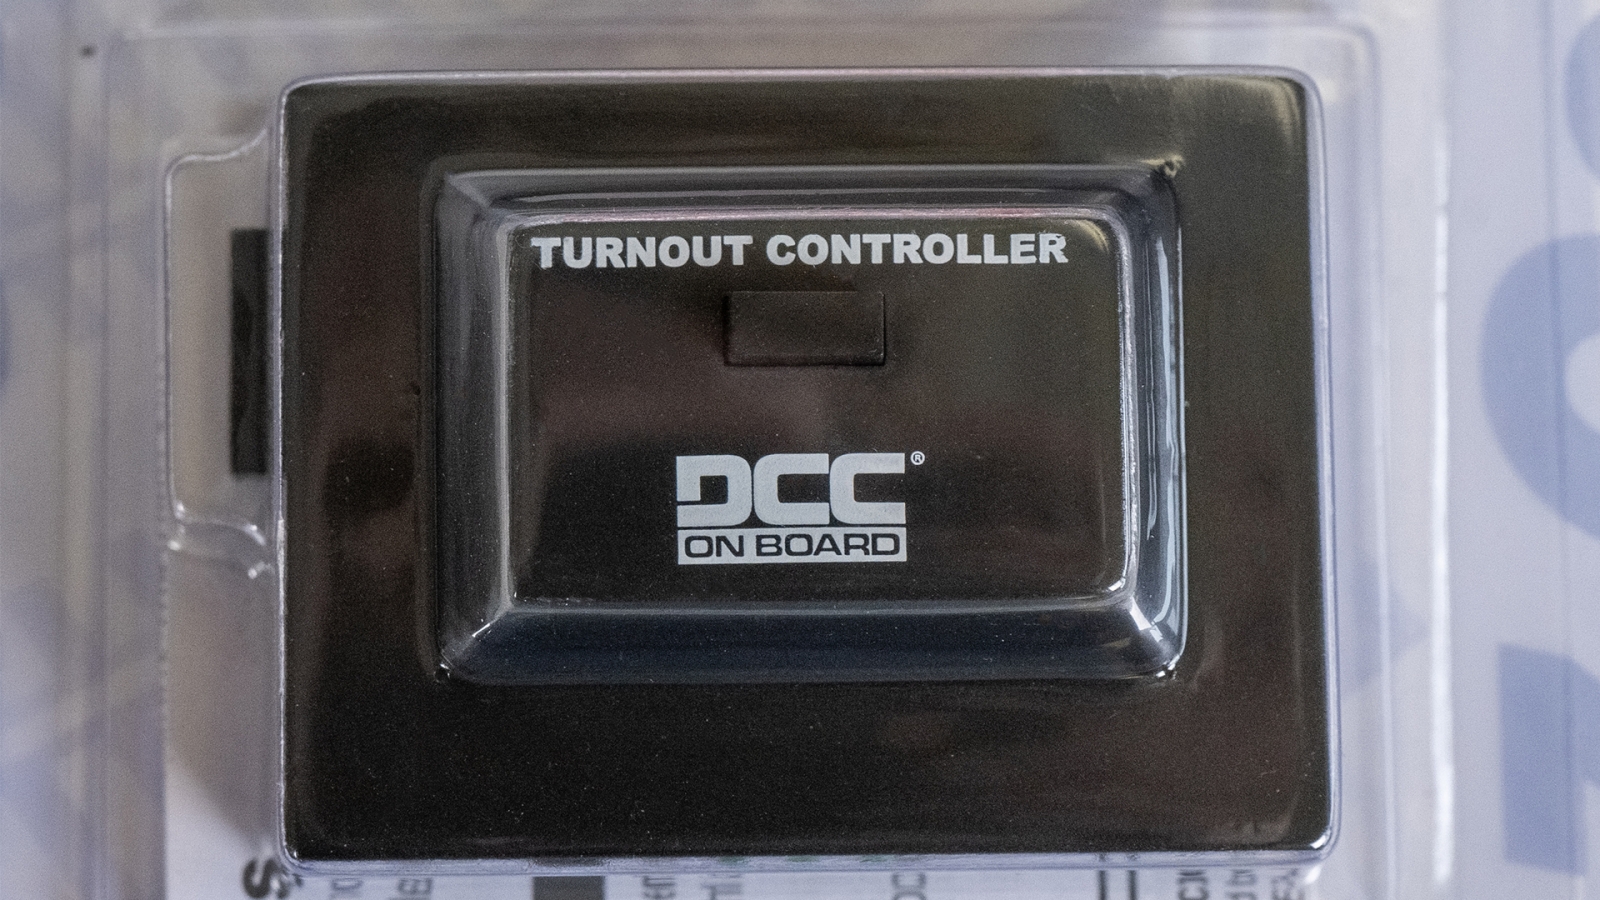 TURNOUT CONTROLLER
DCC®
ON BOARD